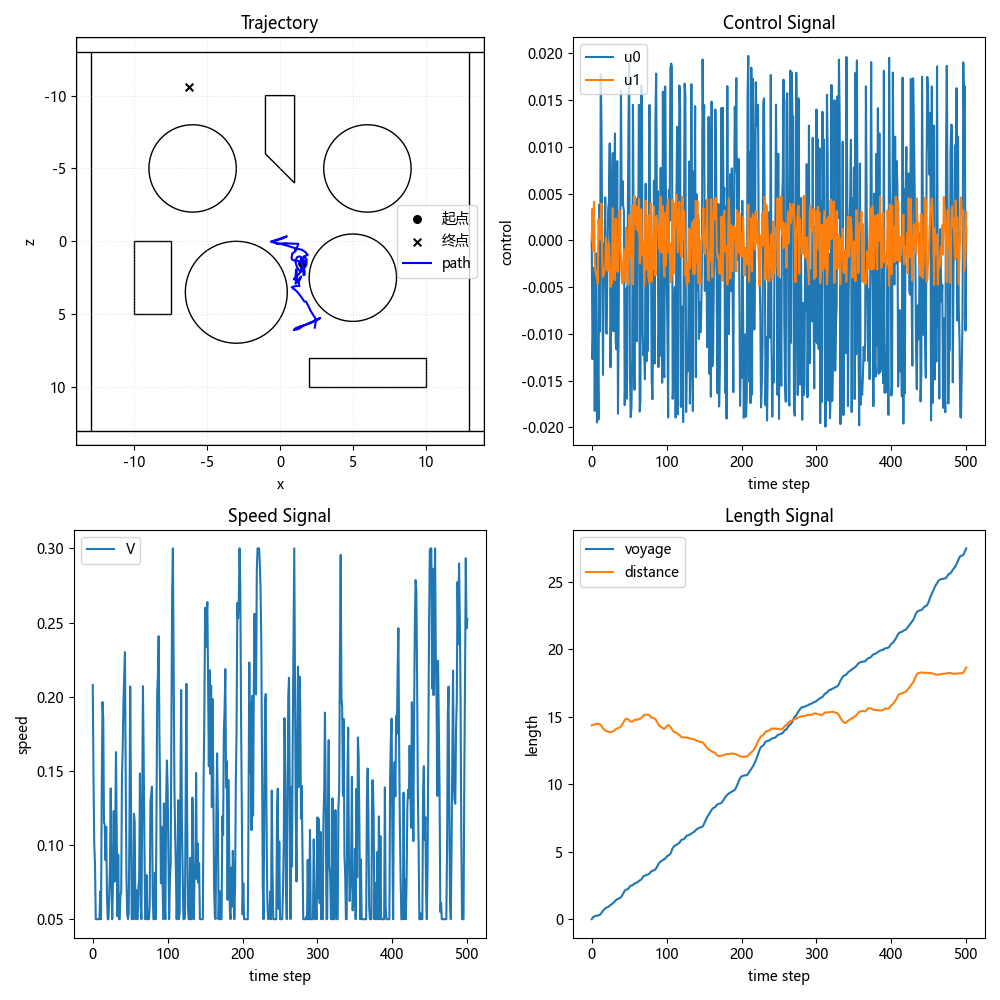 Trajectory
-10
-5
0
5
10
z
-10
-5
0
5
10
x
起点
终点
path
Control Signal
0.020
0.015
0.010
0.005
0.000
-0.005
-0.010
-0.015
-0.020
control
u0
u1
0
100
200
300
400
500
time step
Speed Signal
0.30
0.25
0.20
0.15
0.10
0.05
speed
V
0
100
200
300
400
500
time step
Length Signal
25
20
15
10
5
0
length
voyage
distance
0
100
200
300
400
500
time step